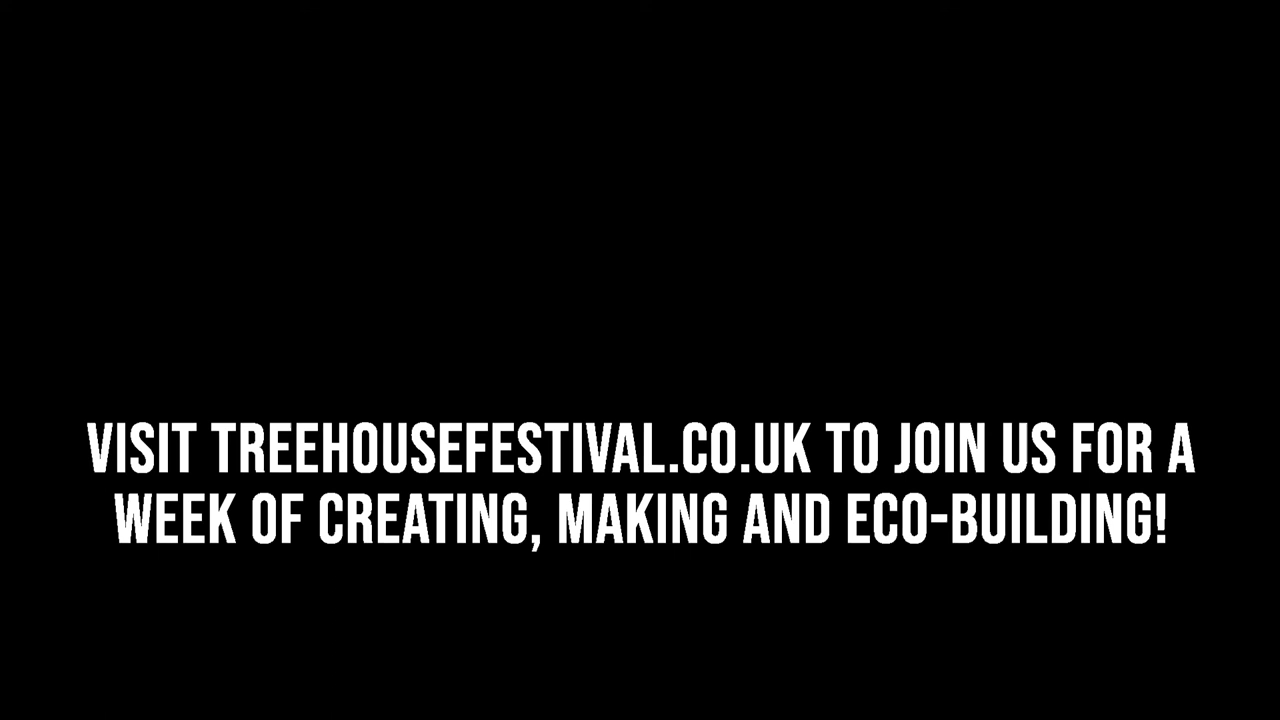 VISIT TREEHOUSEFESTIVAL.CO.UK TO JOIN US FOR A
WEEK OF CREATING, MAKING AND ECO-BUILDING!